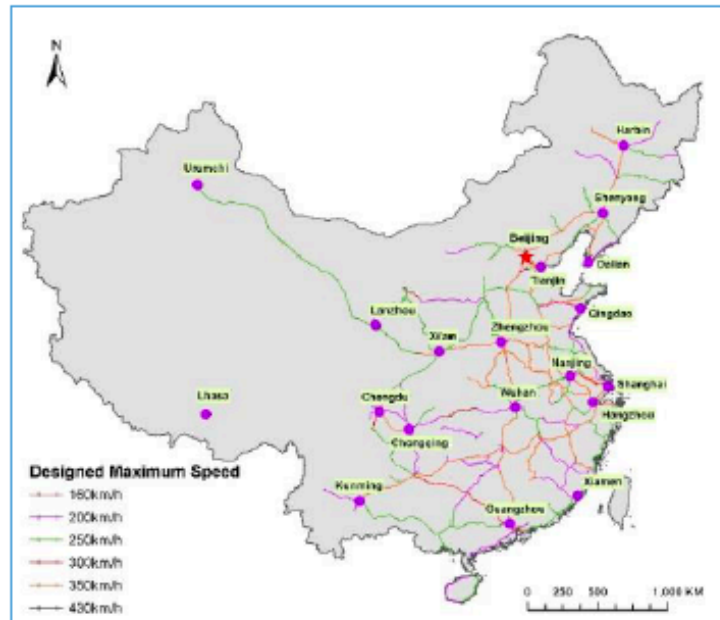 N
Harbin
Urumchi
Shenyang
Beijing
Dalian
Tianjin
Lanzhou
Qingdao
Xi'an
Zhengzhou
Nanjing
Shanghai
Lhasa
Chengdu
Wuhan
Hangzhou
Chongqing
Designed Maximum Speed
160km/h
Kunming
Xiamen
200km/h
Guangzhou
250km/h
300km/h
350km/h
430km/h
0 250 500 1,000 KM